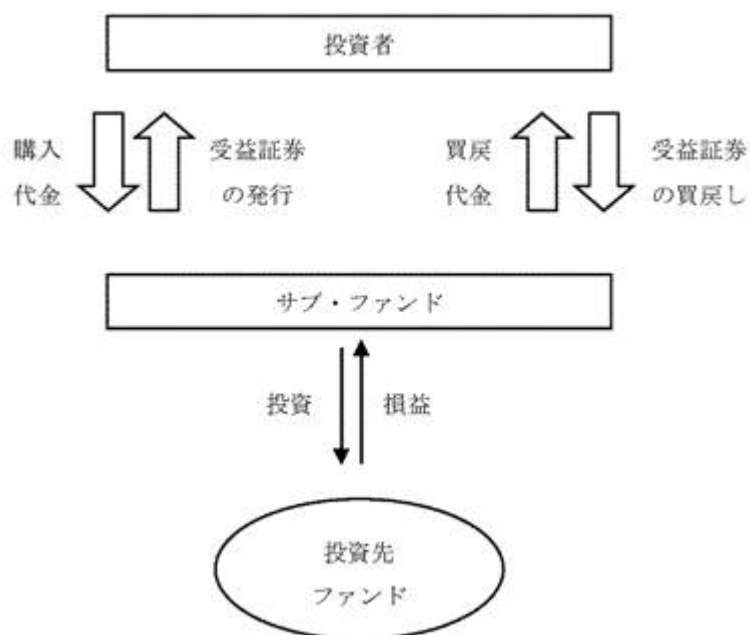 投資者
購入
代金
受益証券
の発行
買戻
代金
受益証券
の買戻し
サブ・ファンド
投資
損益
投資先
ファンド